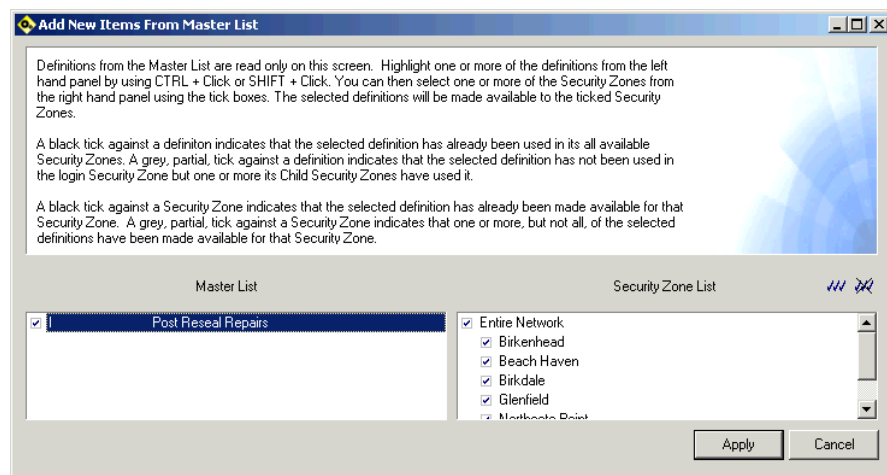 Add New Items From Master List
Definitions from the Master List are read only on this screen.  Highlight one or more of the definitions from the left
hand panel by using CTRL + Click or SHIFT + Click. You can then select one or more of the Security Zones from
the right hand panel using the tick boxes. The selected definitions will be made available to the ticked Security
Zones.
A black tick against a definiton indicates that the selected definition has already been used in its all available
Security Zones. A grey, partial, tick against a definition indicates that the selected definition has not been used in
the login Security Zone but one or more its Child Security Zones have used it.
A black tick against a Security Zone indicates that the selected definition has already been made available for that
Security Zone.  A grey, partial, tick against a Security Zone indicates that one or more, but not all, of the selected
definitions have been made available for that Security Zone.
Master List
Security Zone List
I Post Reseal Repairs
Entire Network
Birkenhead
Beach Haven
Birkdale
Glenfield
Northcote Point
Apply
Cancel